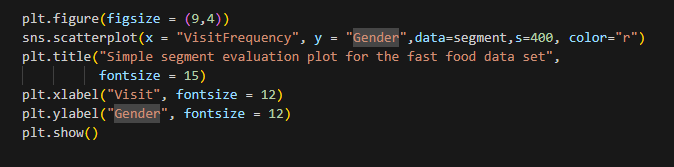 plt.figure(figsize = (9,4))
sns.scatterplot(x = "VisitFrequency", y = "Gender",data=segment,s=400, color="r")
plt.title("Simple segment evaluation plot for the fast food data set",
          fontsize = 15)
plt.xlabel("Visit", fontsize = 12)
plt.ylabel("Gender", fontsize = 12)
plt.show()